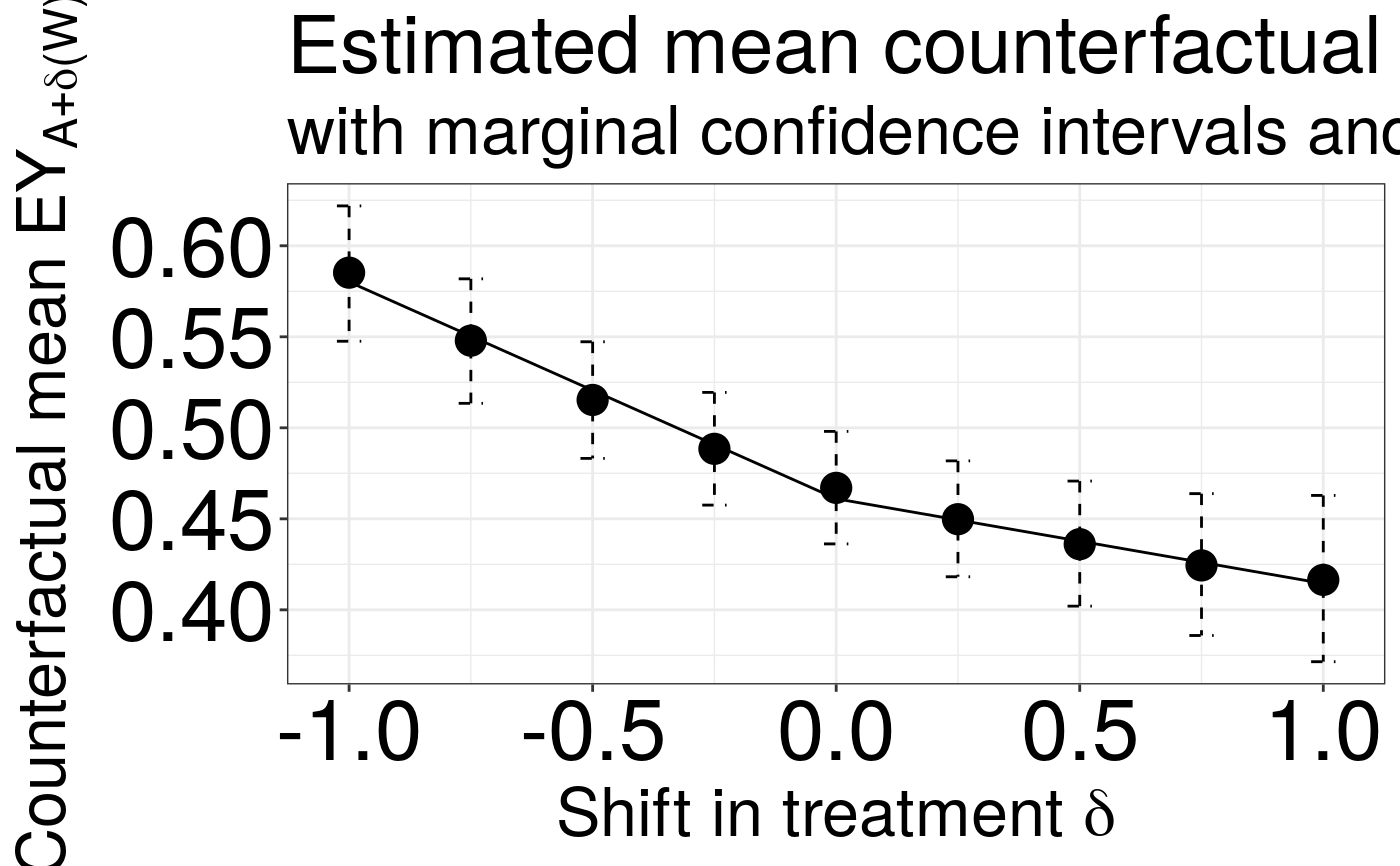 Estimated mean counterfactual
with marginal confidence intervals and
Counterfactual mean EY A+δ(W)
0.60
0.55
0.50
0.45
0.40
-1.0 -0.5 0.0 0.5 1.0
Shift in treatment δ